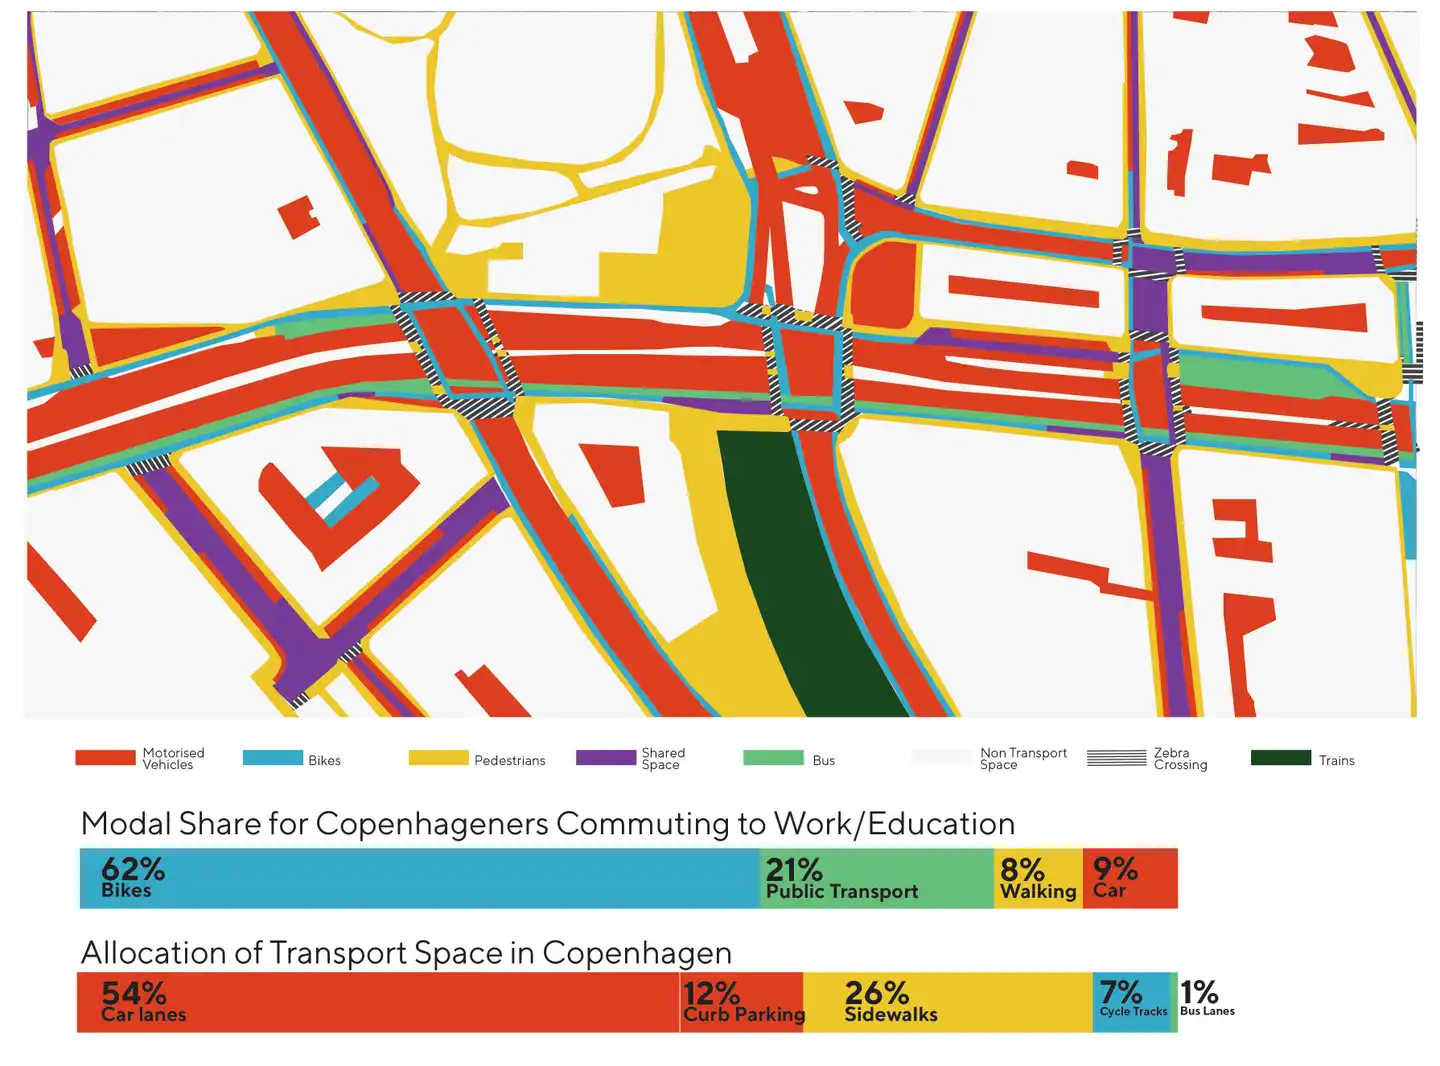 Motorised
Vehicles
Bikes
Pedestrians
Shared
Space
Bus
Non Transport
Space
Zebra
Crossing
Trains
Modal Share for Copenhageners Commuting to Work/Education
62%
Bikes
21%
Public Transport
8%
Walking
9%
Car
Allocation of Transport Space in Copenhagen
54%
Car lanes
12%
Curb Parking
26%
Sidewalks
7%
Cycle Tracks
1%
Bus Lanes